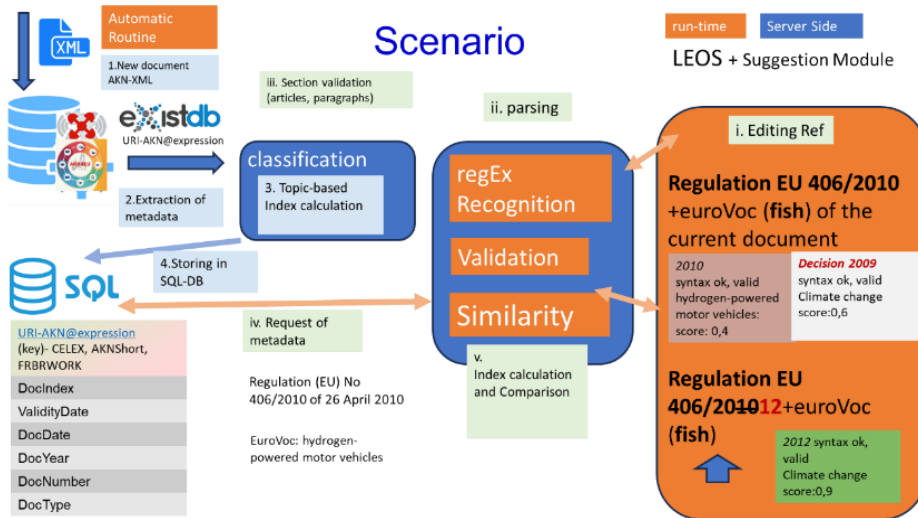 Scenario
Automatic
Routine
XML
1.New document
AKN-XML
eXistdb
URI-AKN@expression
2.Extraction of
metadata
iii. Section validation
(articles, paragraphs)
classification
3. Topic-based
Index calculation
4.Storing in
SQL-DB
SQL
URI-AKN@expression
(key)- CELEX, AKNShort,
FRBRWORK
DocIndex
ValidityDate
DocDate
DocYear
DocNumber
DocType
iv. Request of
metadata
Regulation (EU) No
406/2010 of 26 April 2010
EuroVoc: hydrogen-
powered motor vehicles
ii. parsing
regEx
Recognition
Validation
Similarity
v.
Index calculation
and Comparison
run-time
Server Side
LEOS + Suggestion Module
i. Editing Ref
Regulation EU 406/2010
+euroVoc (fish) of the
current document
2010
syntax ok, valid
hydrogen-powered
motor vehicles:
score: 0,4
Decision 2009
syntax ok, valid
Climate change
score:0,6
Regulation EU
406/201012+euroVoc
(fish)
2012 syntax ok,
valid
Climate change
score:0,9